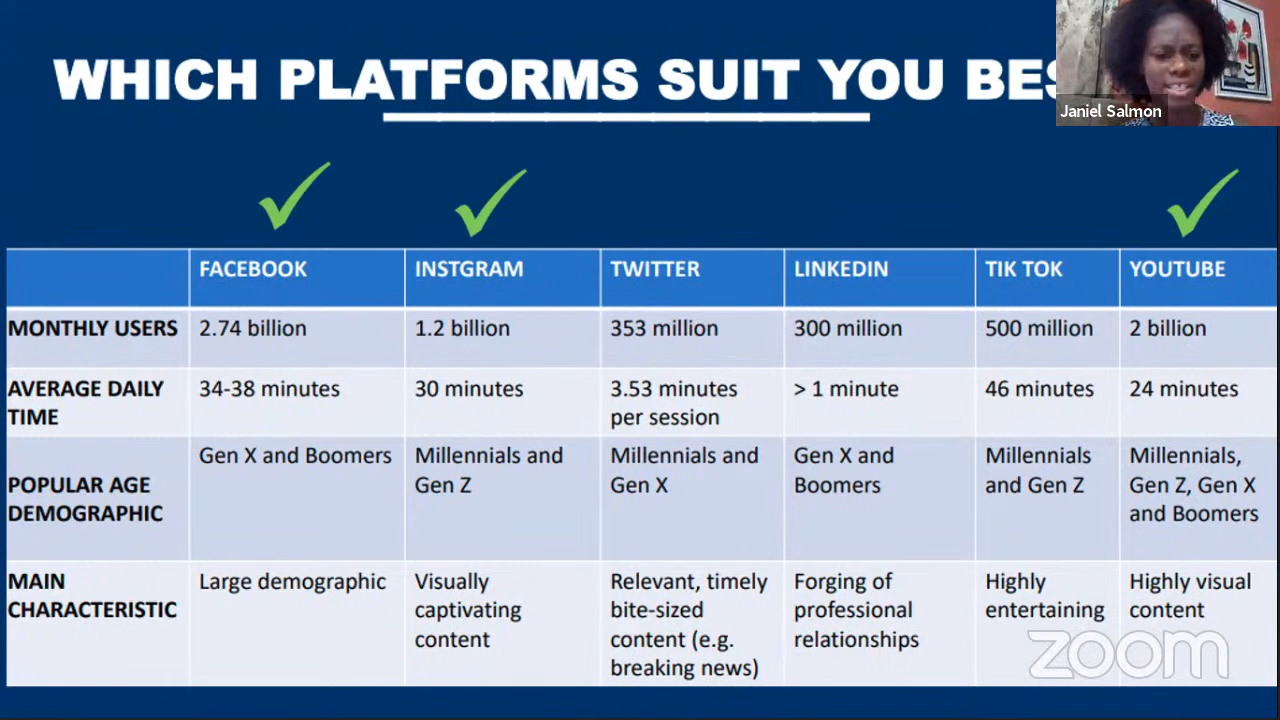 WHICH PLATFORMS SUIT YOU BES
Janiel Salmon
FACEBOOK INSTGRAM TWITTER LINKEDIN TIK TOK YOUTUBE
MONTHLY USERS 2.74 billion 1.2 billion 353 million 300 million 500 million 2 billion
AVERAGE DAILY 34-38 minutes 30 minutes 3.53 minutes > 1 minute 46 minutes 24 minutes
TIME per session
Gen X and Boomers Millennials and Millennials and Gen X and Millennials Millennials,
POPULAR AGE Gen Z Gen X Boomers and Gen Z Gen Z, Gen X
DEMOGRAPHIC and Boomers
MAIN Large demographic Visually Relevant, timely Forging of Highly Highly visual
CHARACTERISTIC captivating bite-sized professional entertaining content
content content (e.g. relationships
breaking news)
zoom